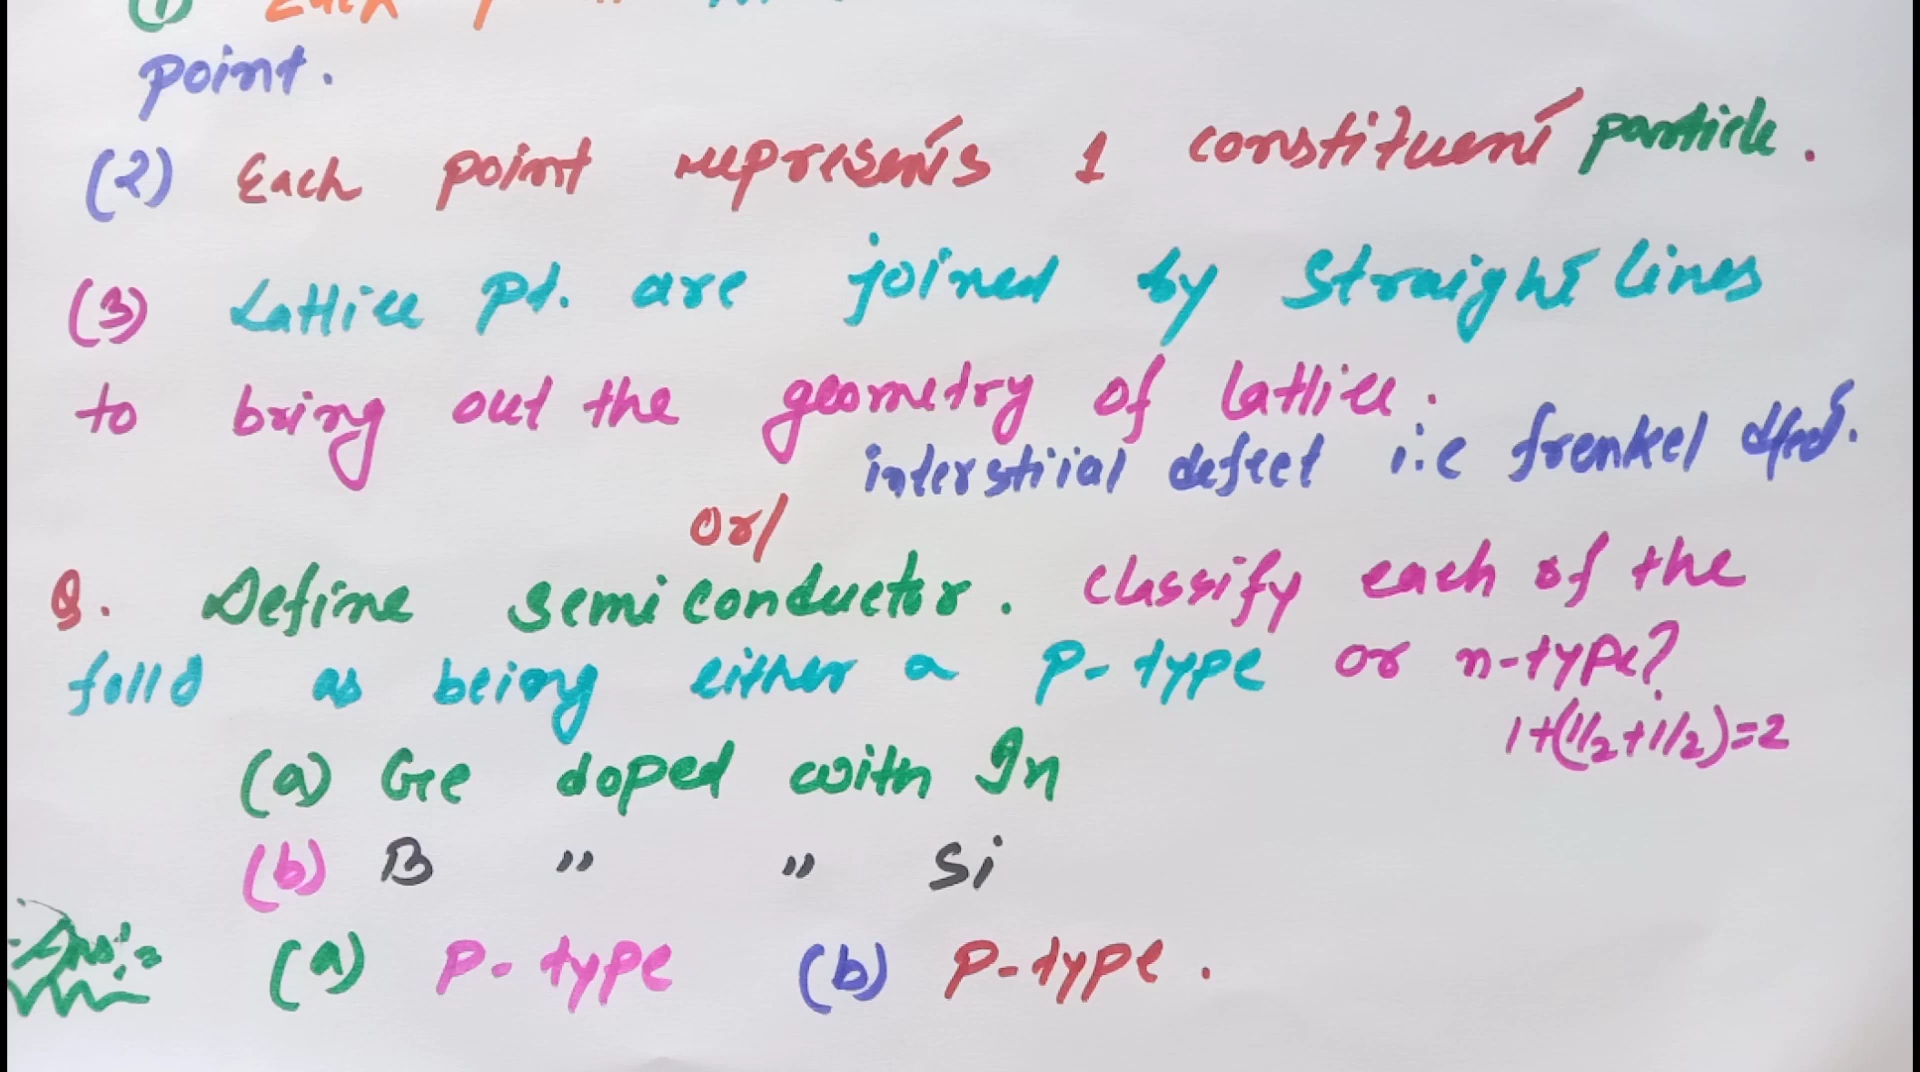 point.
(2) Each point represents 1 constituent particle.
(3) Lattice pt. are joined by straight lines
to bring out the geometry of lattice.
interstiial defect i.e frenkel defect.
or/
Q. Define semiconductor. Classify each of the
folld as being either a p-type or n-type?
1+(1/2+1/2)=2
(a) Ge doped with In
(b) B " " Si
Ans:- (a) P-type (b) P-type.